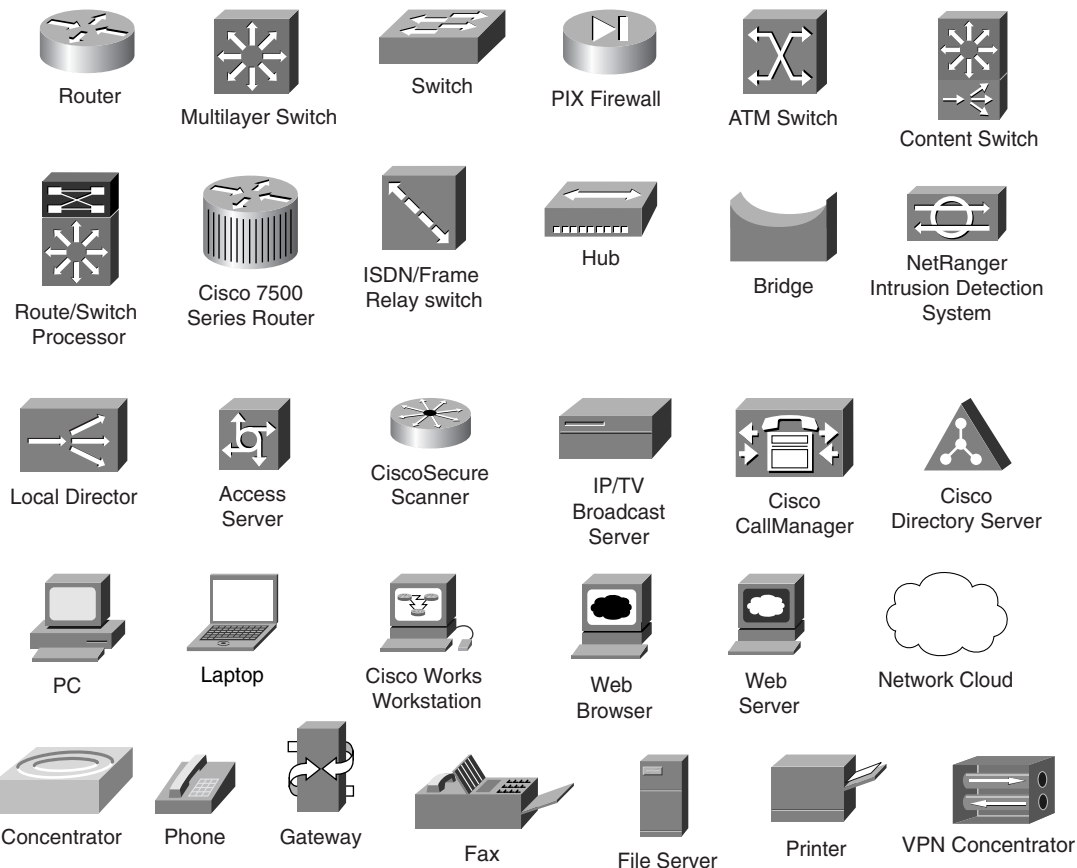 Router
Multilayer Switch
Switch
PIX Firewall
ATM Switch
Content Switch
Route/Switch
Processor
Cisco 7500
Series Router
ISDN/Frame
Relay switch
Hub
Bridge
NetRanger
Intrusion Detection
System
Local Director
Access
Server
CiscoSecure
Scanner
IP/TV
Broadcast
Server
Cisco
CallManager
Cisco
Directory Server
PC
Laptop
Cisco Works
Workstation
Web
Browser
Web
Server
Network Cloud
Concentrator
Phone
Gateway
Fax
File Server
Printer
VPN Concentrator